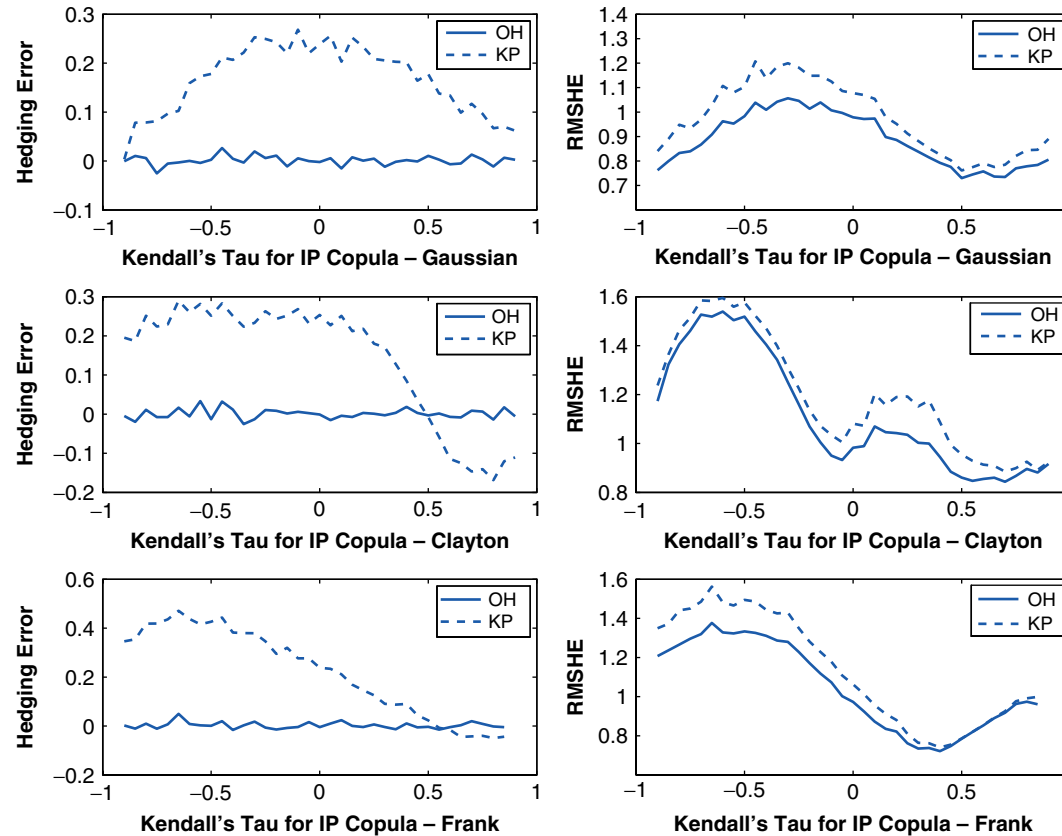 Hedging Error
0.3
0.2
0.1
0
−0.1
−1
−0.5
0
0.5
1
OH
KP
Kendall's Tau for IP Copula – Gaussian
RMSHE
1.4
1.3
1.2
1.1
1
0.9
0.8
0.7
−1
−0.5
0
0.5
OH
KP
Kendall's Tau for IP Copula – Gaussian
Hedging Error
0.3
0.2
0.1
0
−0.1
−0.2
−1
−0.5
0
0.5
1
OH
KP
Kendall's Tau for IP Copula – Clayton
RMSHE
1.6
1.4
1.2
1
0.8
−1
−0.5
0
0.5
OH
KP
Kendall's Tau for IP Copula – Clayton
Hedging Error
0.6
0.4
0.2
0
−0.2
−1
−0.5
0
0.5
1
OH
KP
Kendall's Tau for IP Copula – Frank
RMSHE
1.6
1.4
1.2
1
0.8
−1
−0.5
0
0.5
OH
KP
Kendall's Tau for IP Copula – Frank